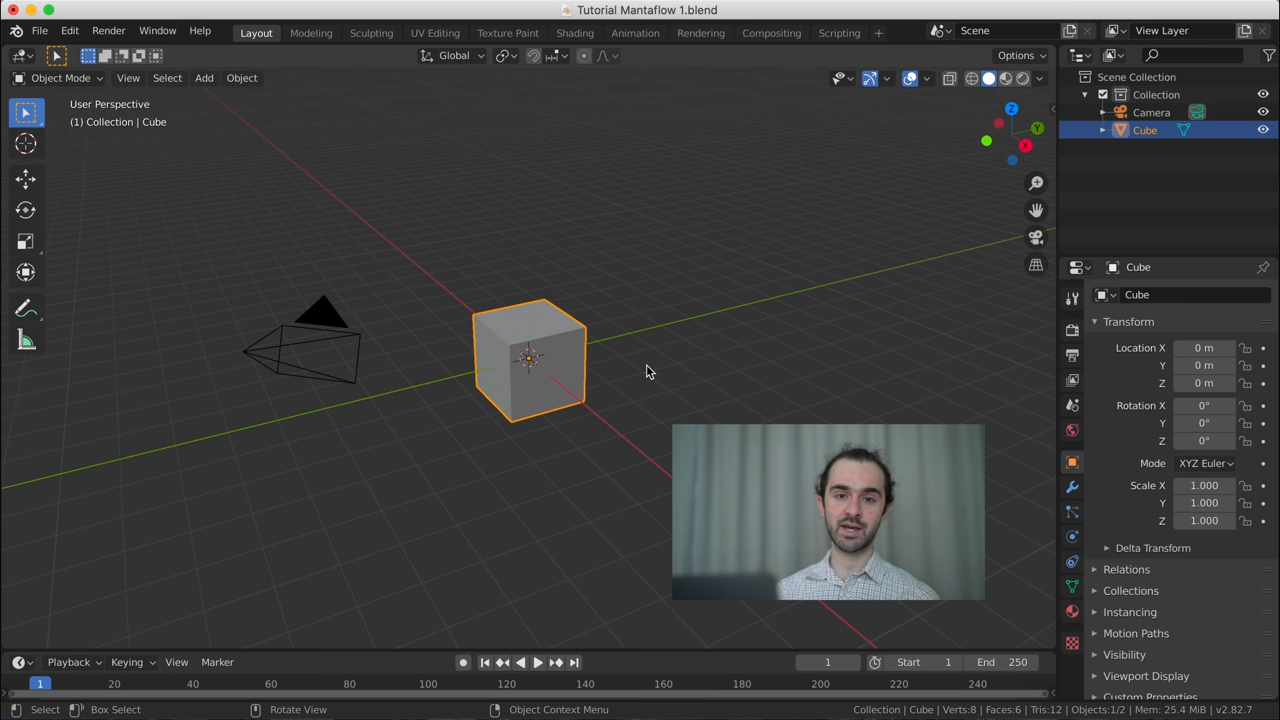 Tutorial Mantaflow 1.blend
File Edit Render Window Help Layout Modeling Sculpting UV Editing Texture Paint Shading Animation Rendering Compositing Scripting + Scene View Layer
Global Options
Object Mode View Select Add Object
User Perspective
(1) Collection | Cube
Z
Y
X
Scene Collection
Collection
Camera
Cube
Cube
Cube
Transform
Location X 0 m
Y 0 m
Z 0 m
Rotation X 0°
Y 0°
Z 0°
Mode XYZ Euler
Scale X 1.000
Y 1.000
Z 1.000
Delta Transform
Relations
Collections
Instancing
Motion Paths
Visibility
Viewport Display
Custom Properties
Playback Keying View Marker 1 Start 1 End 250
1 20 40 60 80 100 120 140 160 180 200 220 240
Select Box Select Rotate View Object Context Menu Collection | Cube | Verts:8 | Faces:6 | Tris:12 | Objects:1/2 | Mem: 25.4 MiB | v2.82.7